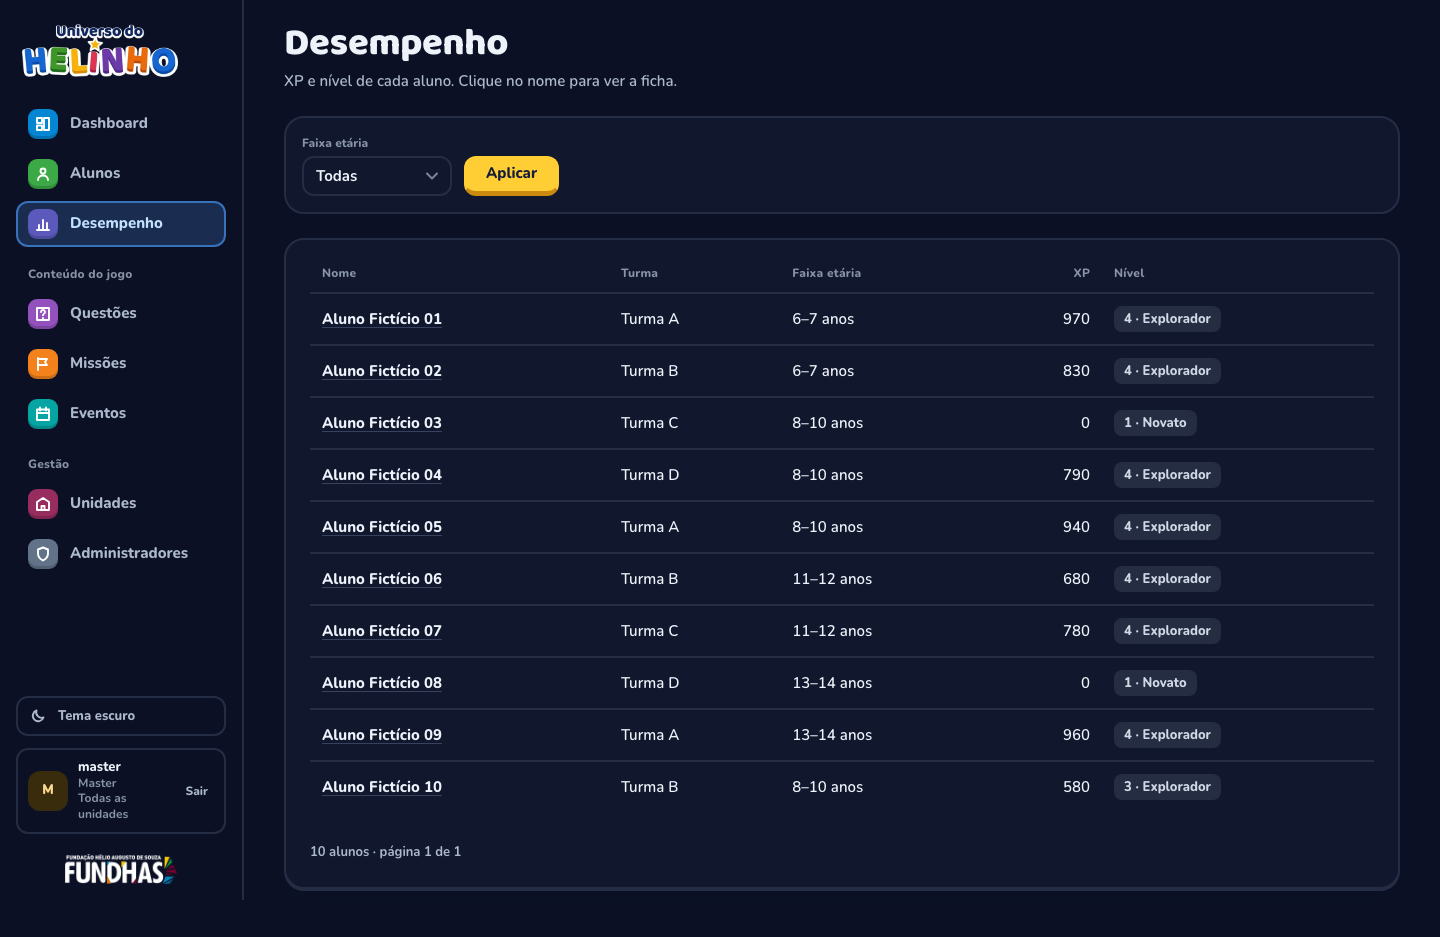 Universo do
HELINHO
Dashboard
Alunos
Desempenho
Conteúdo do jogo
Questões
Missões
Eventos
Gestão
Unidades
Administradores
Tema escuro
M
master
Master
Todas as
unidades
Sair
FUNDAÇÃO HÉLIO AUGUSTO DE SOUZA
FUNDHAS
Desempenho
XP e nível de cada aluno. Clique no nome para ver a ficha.
Faixa etária
Todas
Aplicar
Nome Turma Faixa etária XP Nível
Aluno Fictício 01 Turma A 6–7 anos 970 4 · Explorador
Aluno Fictício 02 Turma B 6–7 anos 830 4 · Explorador
Aluno Fictício 03 Turma C 8–10 anos 0 1 · Novato
Aluno Fictício 04 Turma D 8–10 anos 790 4 · Explorador
Aluno Fictício 05 Turma A 8–10 anos 940 4 · Explorador
Aluno Fictício 06 Turma B 11–12 anos 680 4 · Explorador
Aluno Fictício 07 Turma C 11–12 anos 780 4 · Explorador
Aluno Fictício 08 Turma D 13–14 anos 0 1 · Novato
Aluno Fictício 09 Turma A 13–14 anos 960 4 · Explorador
Aluno Fictício 10 Turma B 8–10 anos 580 3 · Explorador
10 alunos · página 1 de 1